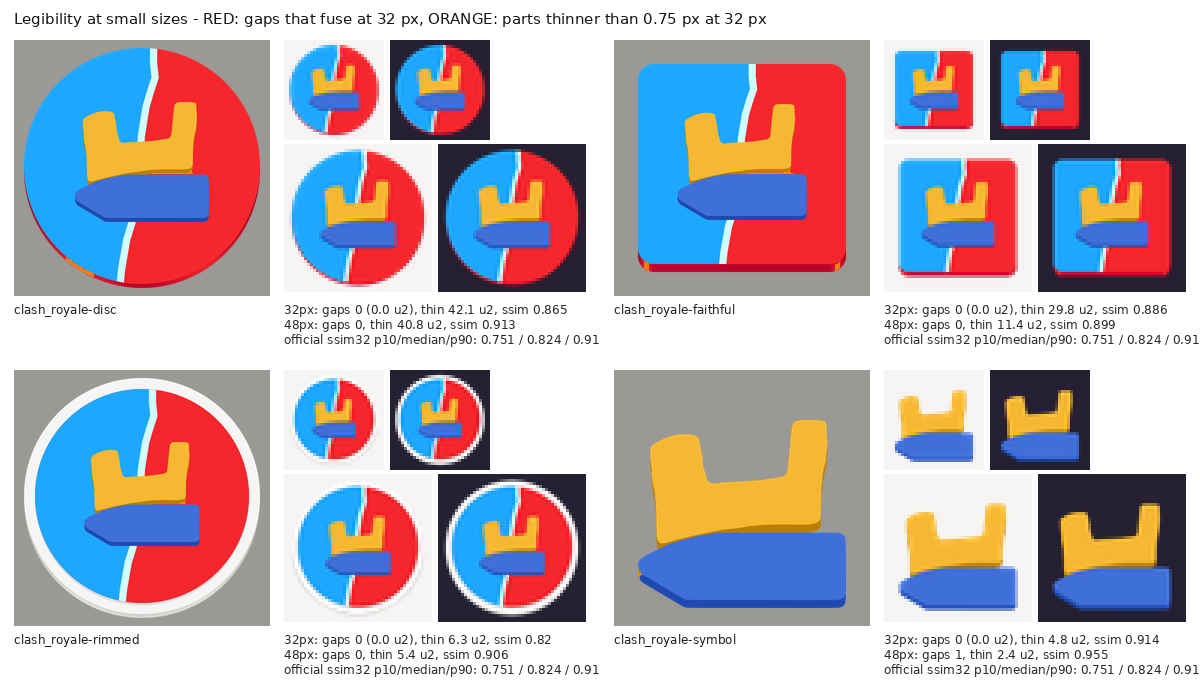 Legibility at small sizes - RED: gaps that fuse at 32 px, ORANGE: parts thinner than 0.75 px at 32 px
clash_royale-disc
32px: gaps 0 (0.0 u2), thin 42.1 u2, ssim 0.865
48px: gaps 0, thin 40.8 u2, ssim 0.913
official ssim32 p10/median/p90: 0.751 / 0.824 / 0.91
clash_royale-faithful
32px: gaps 0 (0.0 u2), thin 29.8 u2, ssim 0.886
48px: gaps 0, thin 11.4 u2, ssim 0.899
official ssim32 p10/median/p90: 0.751 / 0.824 / 0.91
clash_royale-rimmed
32px: gaps 0 (0.0 u2), thin 6.3 u2, ssim 0.82
48px: gaps 0, thin 5.4 u2, ssim 0.906
official ssim32 p10/median/p90: 0.751 / 0.824 / 0.91
clash_royale-symbol
32px: gaps 0 (0.0 u2), thin 4.8 u2, ssim 0.914
48px: gaps 1, thin 2.4 u2, ssim 0.955
official ssim32 p10/median/p90: 0.751 / 0.824 / 0.91